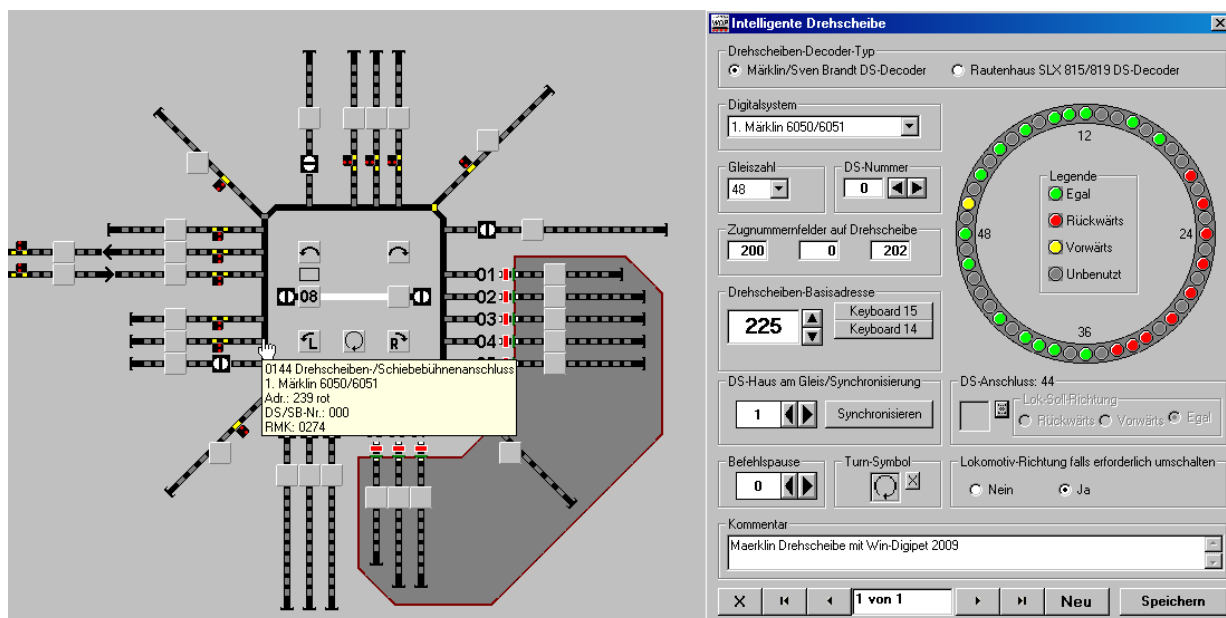 01
02
08
03
04
L
R
0144 Drehscheiben-/Schiebebühnenanschluss
1. Märklin 6050/6051
Adr.: 239 rot
DS/SB-Nr.: 000
RMK: 0274
Intelligente Drehscheibe
Drehscheiben-Decoder-Typ
Märklin/Sven Brandt DS-Decoder
Rautenhaus SLX 815/819 DS-Decoder
Digitalsystem
1. Märklin 6050/6051
Gleiszahl
DS-Nummer
48
0
Zugnummernfelder auf Drehscheibe
200
0
202
Drehscheiben-Basisadresse
225
Keyboard 15
Keyboard 14
DS-Haus am Gleis/Synchronisierung
1
Synchronisieren
Befehlspause
0
Turn-Symbol
X
12
24
36
48
Legende
Egal
Rückwärts
Vorwärts
Unbenutzt
DS-Anschluss: 44
Lok-Soll-Richtung
Rückwärts
Vorwärts
Egal
Lokomotiv-Richtung falls erforderlich umschalten
Nein
Ja
Kommentar
Maerklin Drehscheibe mit Win-Digipet 2009
X
1 von 1
Neu
Speichern